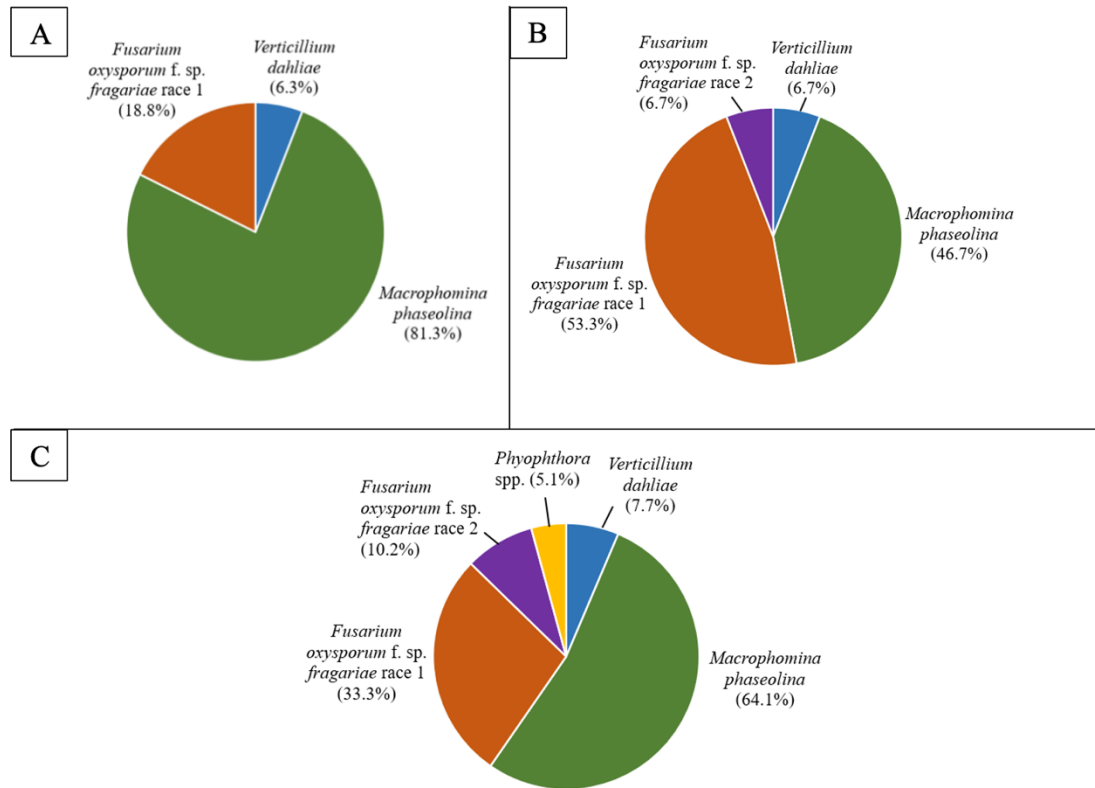 A
Fusarium
oxysporum f. sp.
fragariae race 1
(18.8%)
Verticillium
dahliae
(6.3%)
Macrophomina
phaseolina
(81.3%)
B
Fusarium
oxysporum f. sp.
fragariae race 2
(6.7%)
Verticillium
dahliae
(6.7%)
Macrophomina
phaseolina
(46.7%)
Fusarium
oxysporum f. sp.
fragariae race 1
(53.3%)
C
Phyophthora
spp. (5.1%)
Verticillium
dahliae
(7.7%)
Fusarium
oxysporum f. sp.
fragariae race 2
(10.2%)
Fusarium
oxysporum f. sp.
fragariae race 1
(33.3%)
Macrophomina
phaseolina
(64.1%)